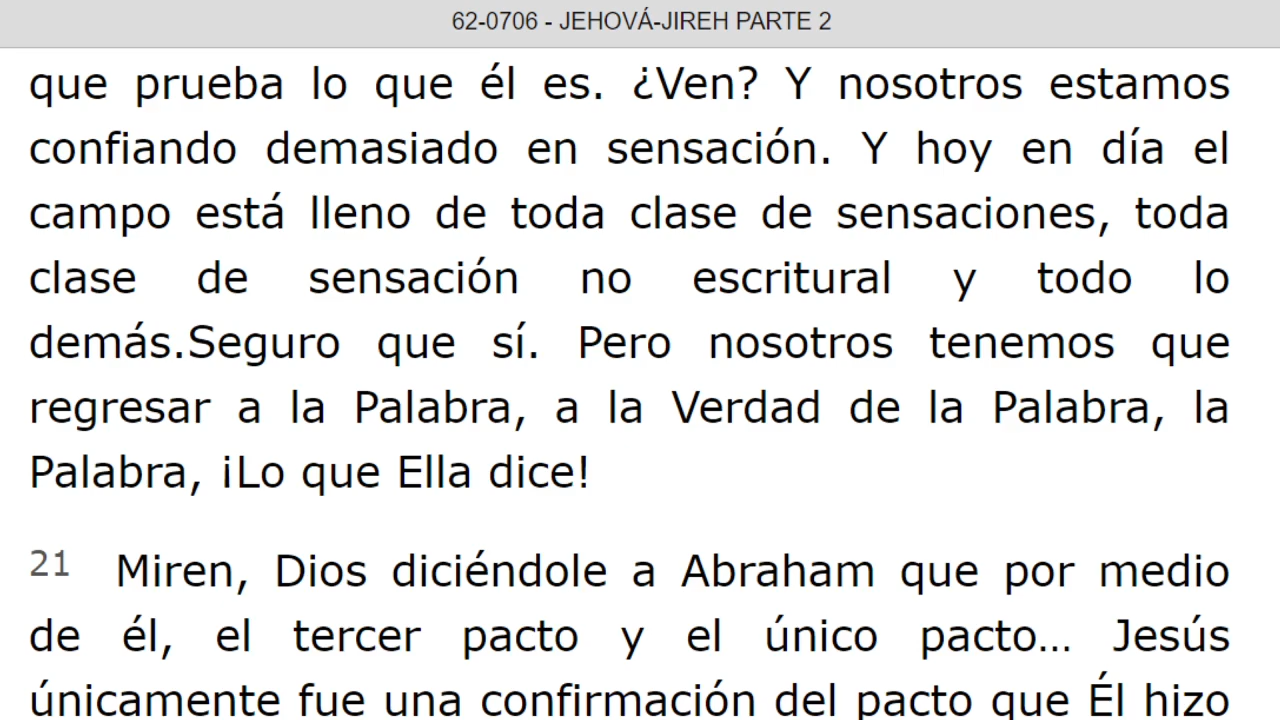 62-0706 - JEHOVÁ-JIREH PARTE 2
que prueba lo que él es. ¿Ven? Y nosotros estamos
confiando demasiado en sensación. Y hoy en día el
campo está lleno de toda clase de sensaciones, toda
clase de sensación no escritural y todo lo
demás.Seguro que sí. Pero nosotros tenemos que
regresar a la Palabra, a la Verdad de la Palabra, la
Palabra, ¡Lo que Ella dice!
21 Miren, Dios diciéndole a Abraham que por medio
de él, el tercer pacto y el único pacto... Jesús
únicamente fue una confirmación del pacto que Él hizo